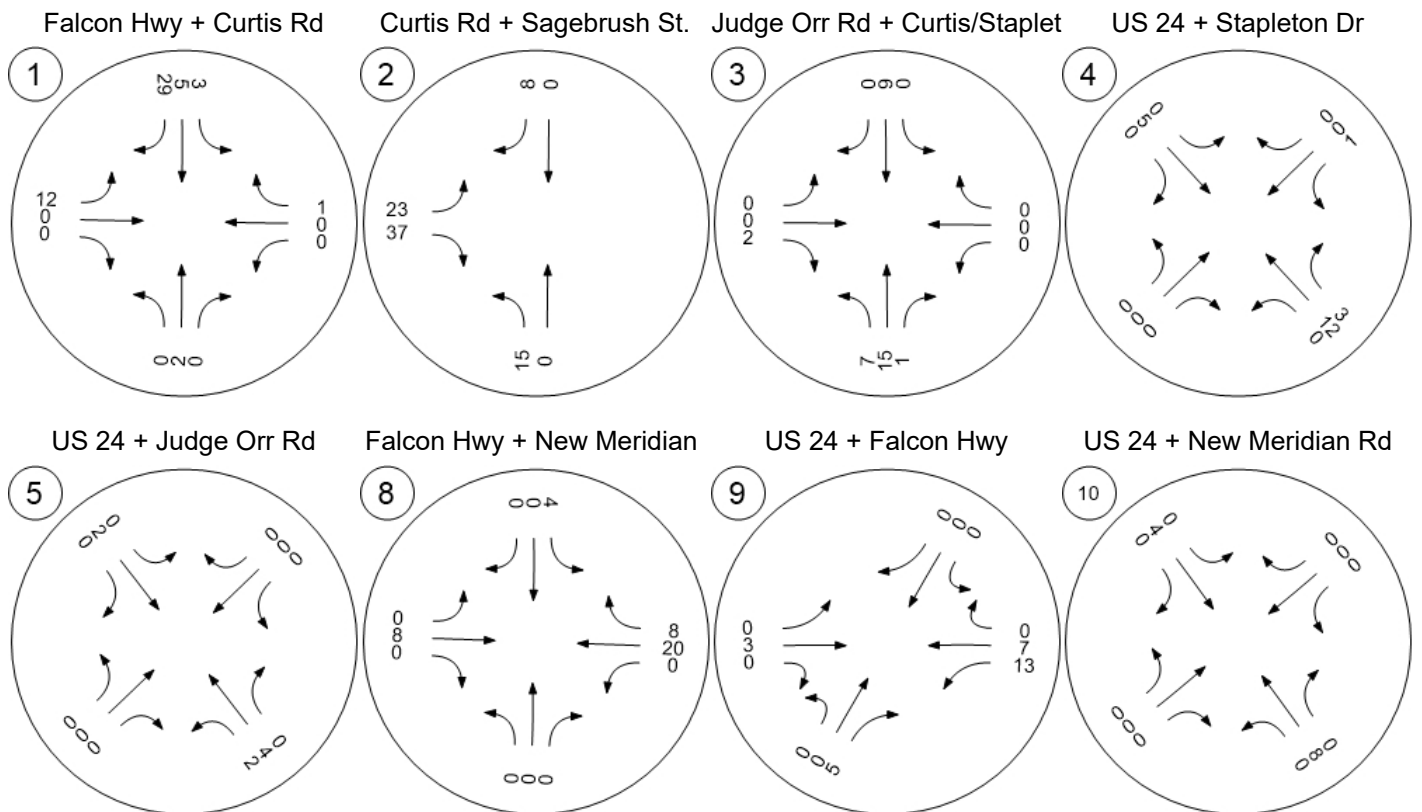 Falcon Hwy + Curtis Rd
1
29 5 3
12
0
0
1
0
0
0 2 0
Curtis Rd + Sagebrush St.
2
8 0
23
37
15 0
Judge Orr Rd + Curtis/Staplet
3
0 6 0
0
0
2
0
0
0
7 15 1
US 24 + Stapleton Dr
4
0 5 0
0 0 1
0 0 0
0 12 3
US 24 + Judge Orr Rd
5
0 2 0
0 0 0
0 0 0
2 4 0
Falcon Hwy + New Meridian
8
0 0 4
0
8
0
8
20
0
0 0 0
US 24 + Falcon Hwy
9
0 0 0
0
3
0
0
7
13
0 0 5
US 24 + New Meridian Rd
10
0 4 0
0 0 0
0 0 0
0 8 0